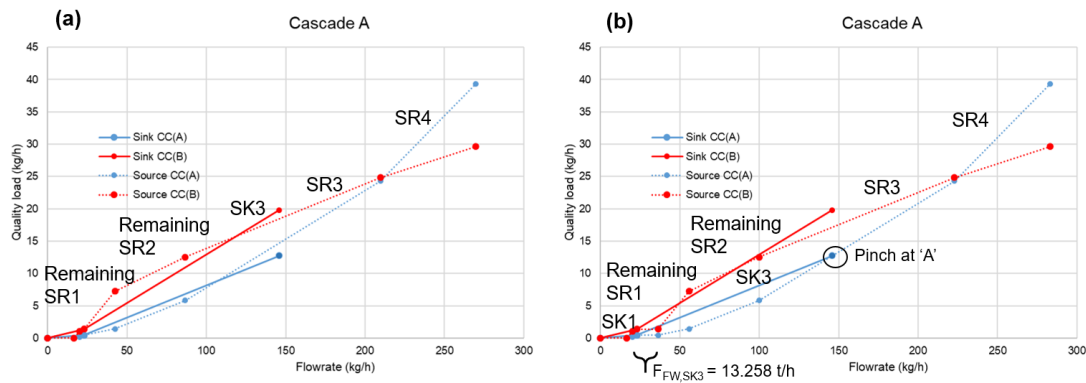 (a)
Cascade A
45
40
35
30
25
20
15
10
5
0
Quality load (kg/h)
0 50 100 150 200 250 300
Flowrate (kg/h)
Sink CC(A)
Sink CC(B)
Source CC(A)
Source CC(B)
SR4
SR3
SK3
Remaining
SR2
Remaining
SR1
(b)
Cascade A
45
40
35
30
25
20
15
10
5
0
Quality load (kg/h)
0 50 100 150 200 250 300
Flowrate (kg/h)
Sink CC(A)
Sink CC(B)
Source CC(A)
Source CC(B)
SR4
SR3
Remaining
SR2
SK3
Pinch at ‘A’
Remaining
SR1
SK1
F_FW,SK3 = 13.258 t/h